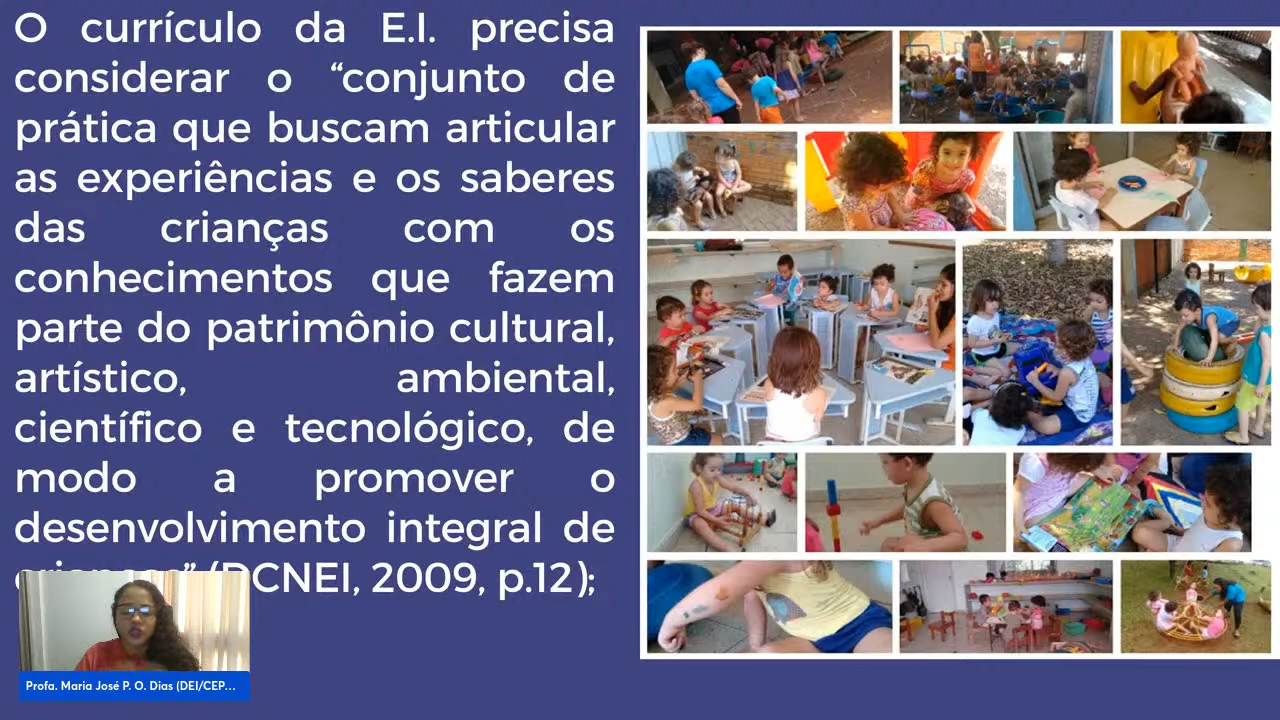 O currículo da E.I. precisa
considerar o “conjunto de
prática que buscam articular
as experiências e os saberes
das crianças com os
conhecimentos que fazem
parte do patrimônio cultural,
artístico, ambiental,
científico e tecnológico, de
modo a promover o
desenvolvimento integral de
crianças” (DCNEI, 2009, p.12);
Profa. Maria José P. O. Dias (DEI/CEP...